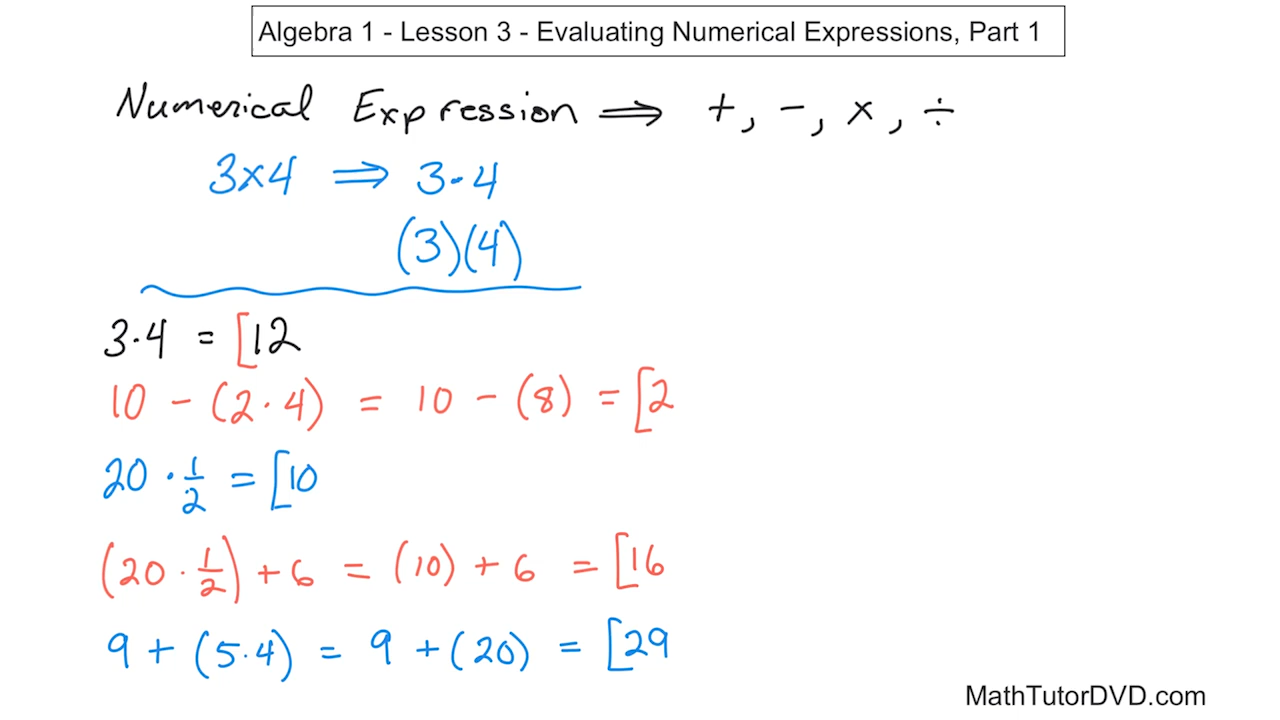 Algebra 1 - Lesson 3 - Evaluating Numerical Expressions, Part 1
Numerical Expression ⟹ +, -, ×, ÷
3×4 ⟹ 3·4
(3)(4)
3·4 = [12
10 - (2·4) = 10 - (8) = [2
20 · 1/2 = [10
(20 · 1/2) + 6 = (10) + 6 = [16
9 + (5·4) = 9 + (20) = [29
MathTutorDVD.com